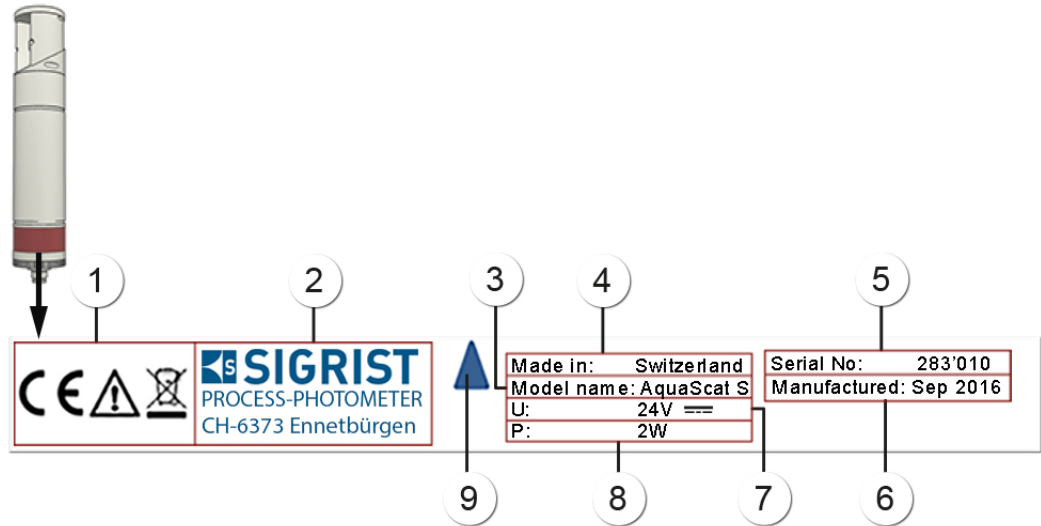 1
2
3
4
5
CE
S SIGRIST
PROCESS-PHOTOMETER
CH-6373 Ennetbürgen
Made in: Switzerland
Model name: AquaScat S
U: 24V
P: 2W
Serial No: 283'010
Manufactured: Sep 2016
9
8
7
6